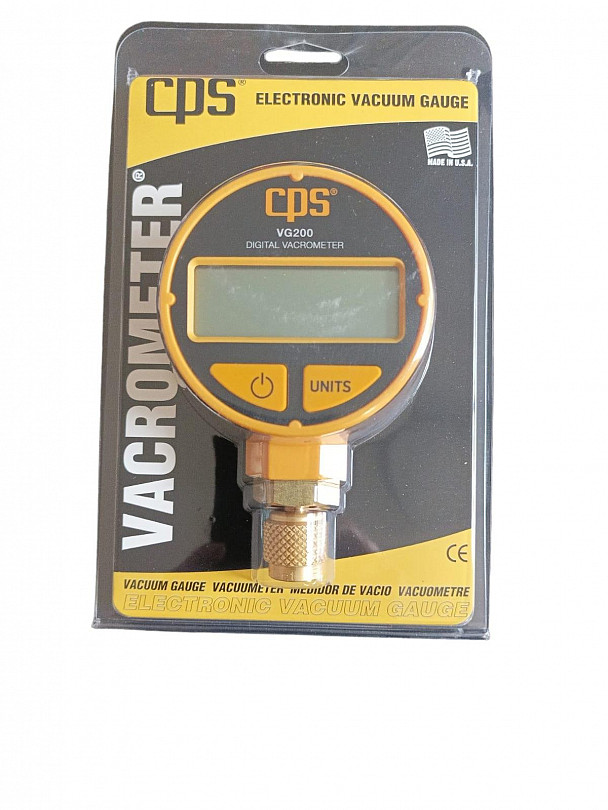 CPS® ELECTRONIC VACUUM GAUGE
MADE IN U.S.A.
VACROMETER®
CPS®
VG200
DIGITAL VACROMETER
UNITS
CE
VACUUM GAUGE VACUUMETER MEDIDOR DE VACIO VACUOMETRE
ELECTRONIC VACUUM GAUGE